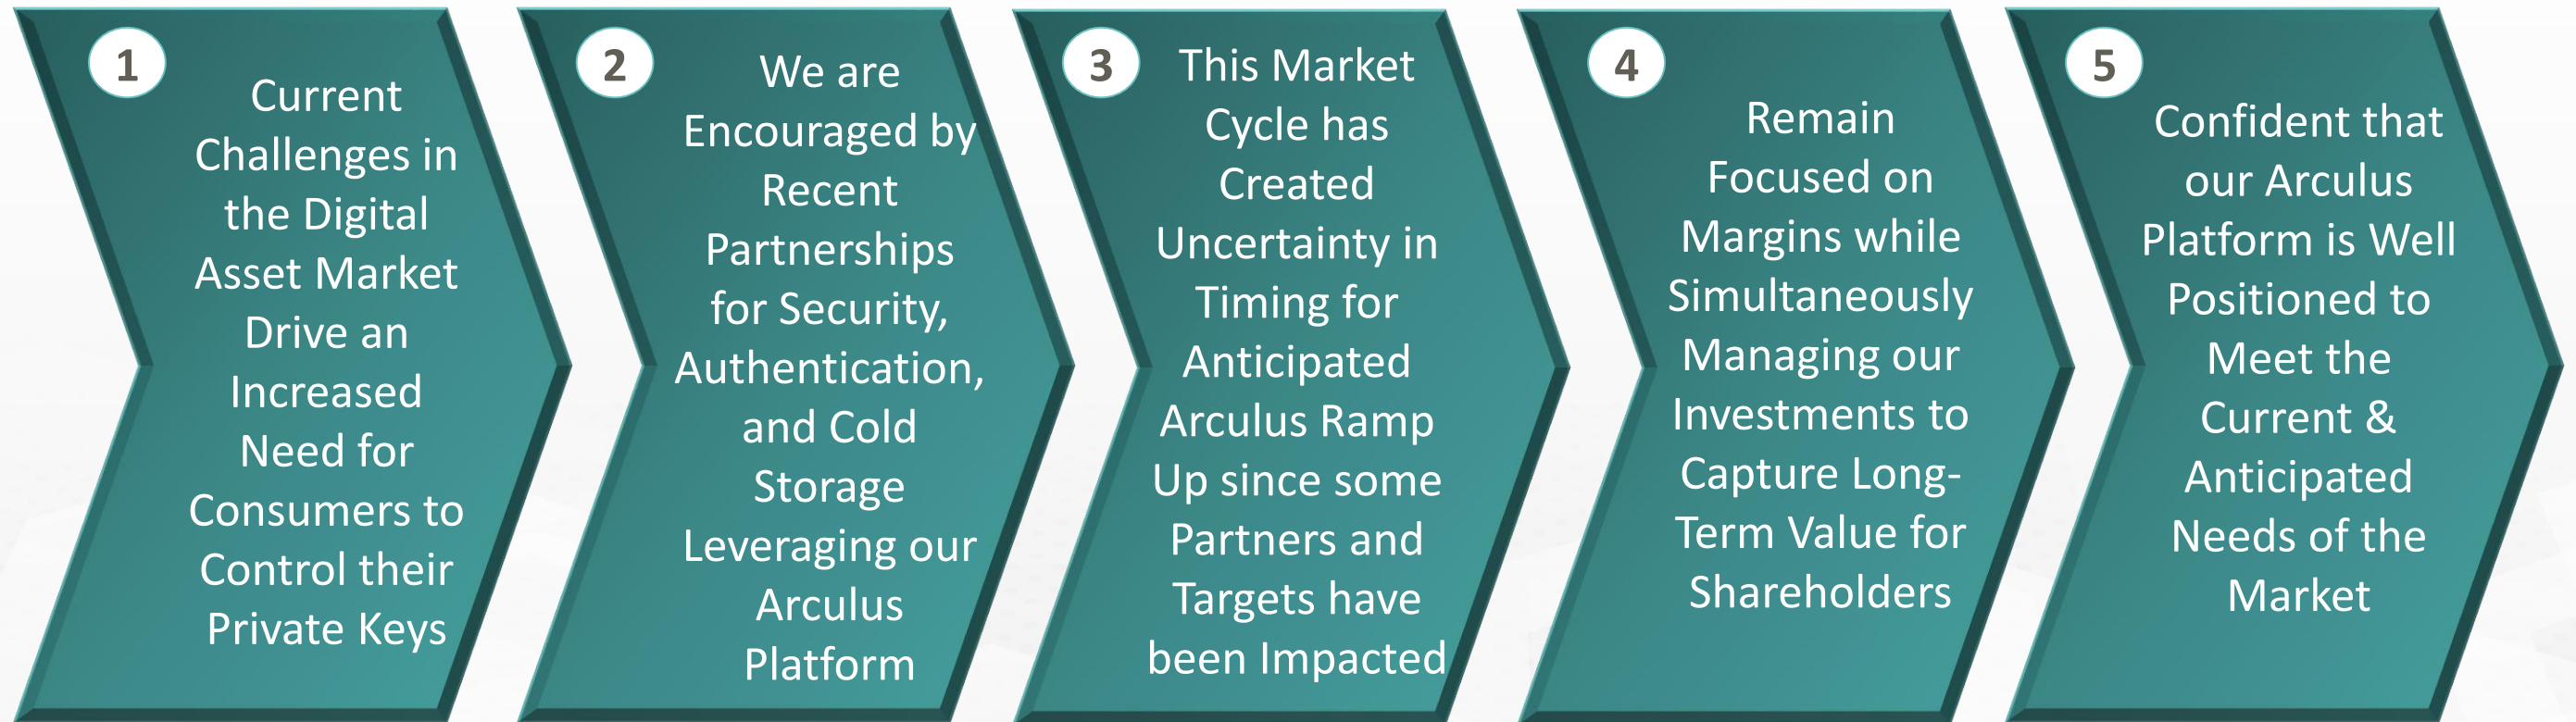 1
Current
Challenges in
the Digital
Asset Market
Drive an
Increased
Need for
Consumers to
Control their
Private Keys
2
We are
Encouraged by
Recent
Partnerships
for Security,
Authentication,
and Cold
Storage
Leveraging our
Arculus
Platform
3
This Market
Cycle has
Created
Uncertainty in
Timing for
Anticipated
Arculus Ramp
Up since some
Partners and
Targets have
been Impacted
4
Remain
Focused on
Margins while
Simultaneously
Managing our
Investments to
Capture Long-
Term Value for
Shareholders
5
Confident that
our Arculus
Platform is Well
Positioned to
Meet the
Current &
Anticipated
Needs of the
Market